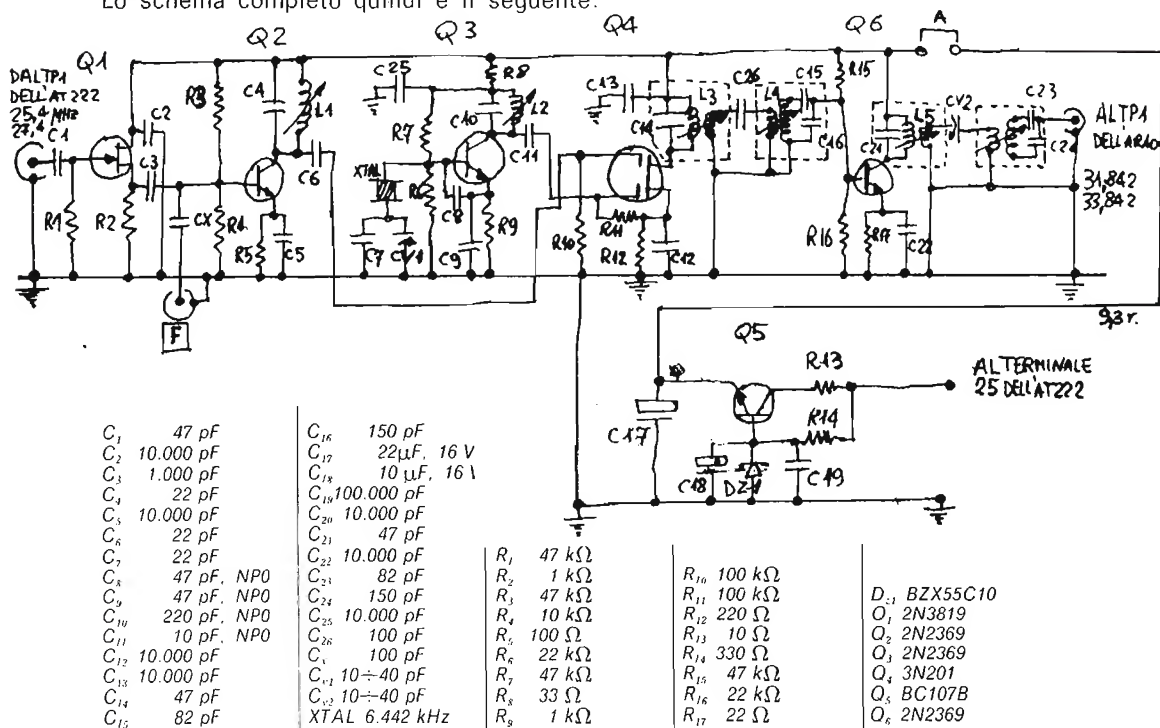 Lo schema completo quindi è il seguente:
Q1
Q2
Q3
Q4
Q6
A
DAL TP1
DELL'AT222
25,4 MHz
27,4
C1
R1
R2
C2
C3
CX
F
R3
R4
C4
L1
R5
C5
C6
C25
R7
XTAL
C7
CV1
R6
C8
C9
R8
C10
L2
R9
C11
C13
C14
L3
C26
L4
C15
C16
R10
R11
R12
C12
R15
R16
C21
L5
CV2
R17
C22
C23
AL TP1
31,842
33,842
9,3 V.
Q5
R13
R14
C17
C18
DZ1
C19
AL TERMINALE
25 DELL'AT222
C₁ 47 pF
C₂ 10.000 pF
C₃ 1.000 pF
C₄ 22 pF
C₅ 10.000 pF
C₆ 22 pF
C₇ 22 pF
C₈ 47 pF, NP0
C₉ 47 pF, NP0
C₁₀ 220 pF, NP0
C₁₁ 10 pF, NP0
C₁₂ 10.000 pF
C₁₃ 10.000 pF
C₁₄ 47 pF
C₁₅ 82 pF
C₁₆ 150 pF
C₁₇ 22μF, 16 V
C₁₈ 10 μF, 16 V
C₁₉ 100.000 pF
C₂₀ 10.000 pF
C₂₁ 47 pF
C₂₂ 10.000 pF
C₂₃ 82 pF
C₂₄ 150 pF
C₂₅ 10.000 pF
C₂₆ 100 pF
Cₓ 100 pF
Cᵥ₁ 10÷40 pF
Cᵥ₂ 10÷40 pF
XTAL 6.442 kHz
R₁ 47 kΩ
R₂ 1 kΩ
R₃ 47 kΩ
R₄ 10 kΩ
R₅ 100 Ω
R₆ 22 kΩ
R₇ 47 kΩ
R₈ 33 Ω
R₉ 1 kΩ
R₁₀ 100 kΩ
R₁₁ 100 kΩ
R₁₂ 220 Ω
R₁₃ 10 Ω
R₁₄ 330 Ω
R₁₅ 47 kΩ
R₁₆ 22 kΩ
R₁₇ 22 Ω
D_z1 BZX55C10
Q₁ 2N3819
Q₂ 2N2369
Q₃ 2N2369
Q₄ 3N201
Q₅ BC107B
Q₆ 2N2369